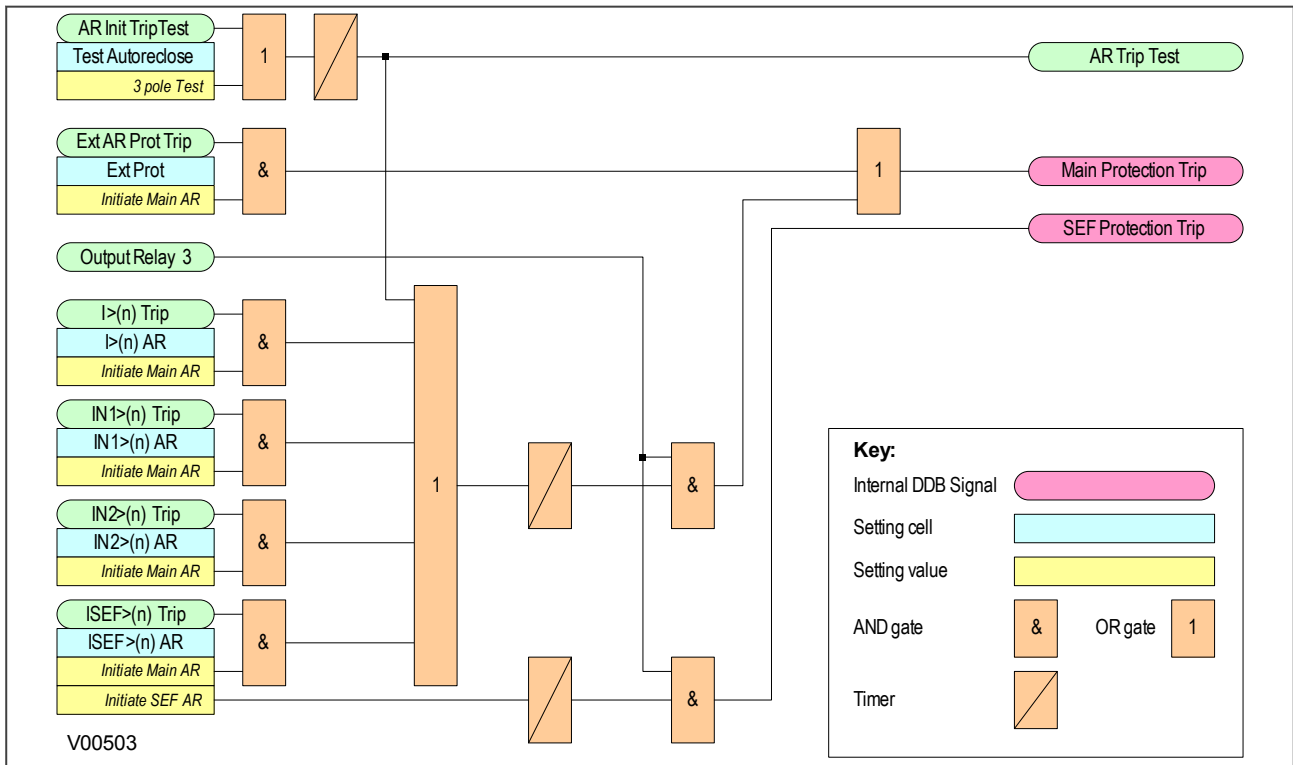 AR Init TripTest
Test Autoreclose
3 pole Test
1
AR Trip Test
Ext AR Prot Trip
Ext Prot
Initiate Main AR
&
1
Main Protection Trip
SEF Protection Trip
Output Relay 3
I>(n) Trip
I>(n) AR
Initiate Main AR
&
IN1>(n) Trip
IN1>(n) AR
Initiate Main AR
&
IN2>(n) Trip
IN2>(n) AR
Initiate Main AR
&
ISEF>(n) Trip
ISEF>(n) AR
Initiate Main AR
Initiate SEF AR
&
1
&
&
Key:
Internal DDB Signal
Setting cell
Setting value
AND gate & OR gate 1
Timer
V00503